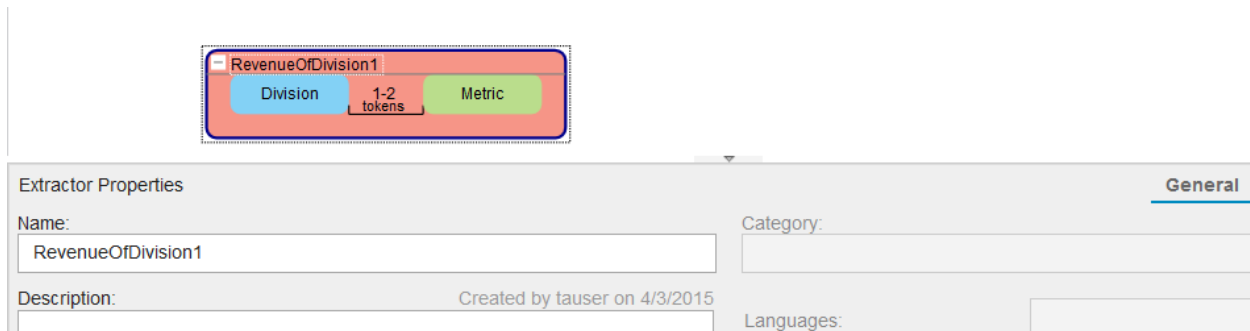 RevenueOfDivision1
Division 1-2 tokens Metric
Extractor Properties General
Name: Category:
RevenueOfDivision1
Description: Created by tauser on 4/3/2015
Languages: